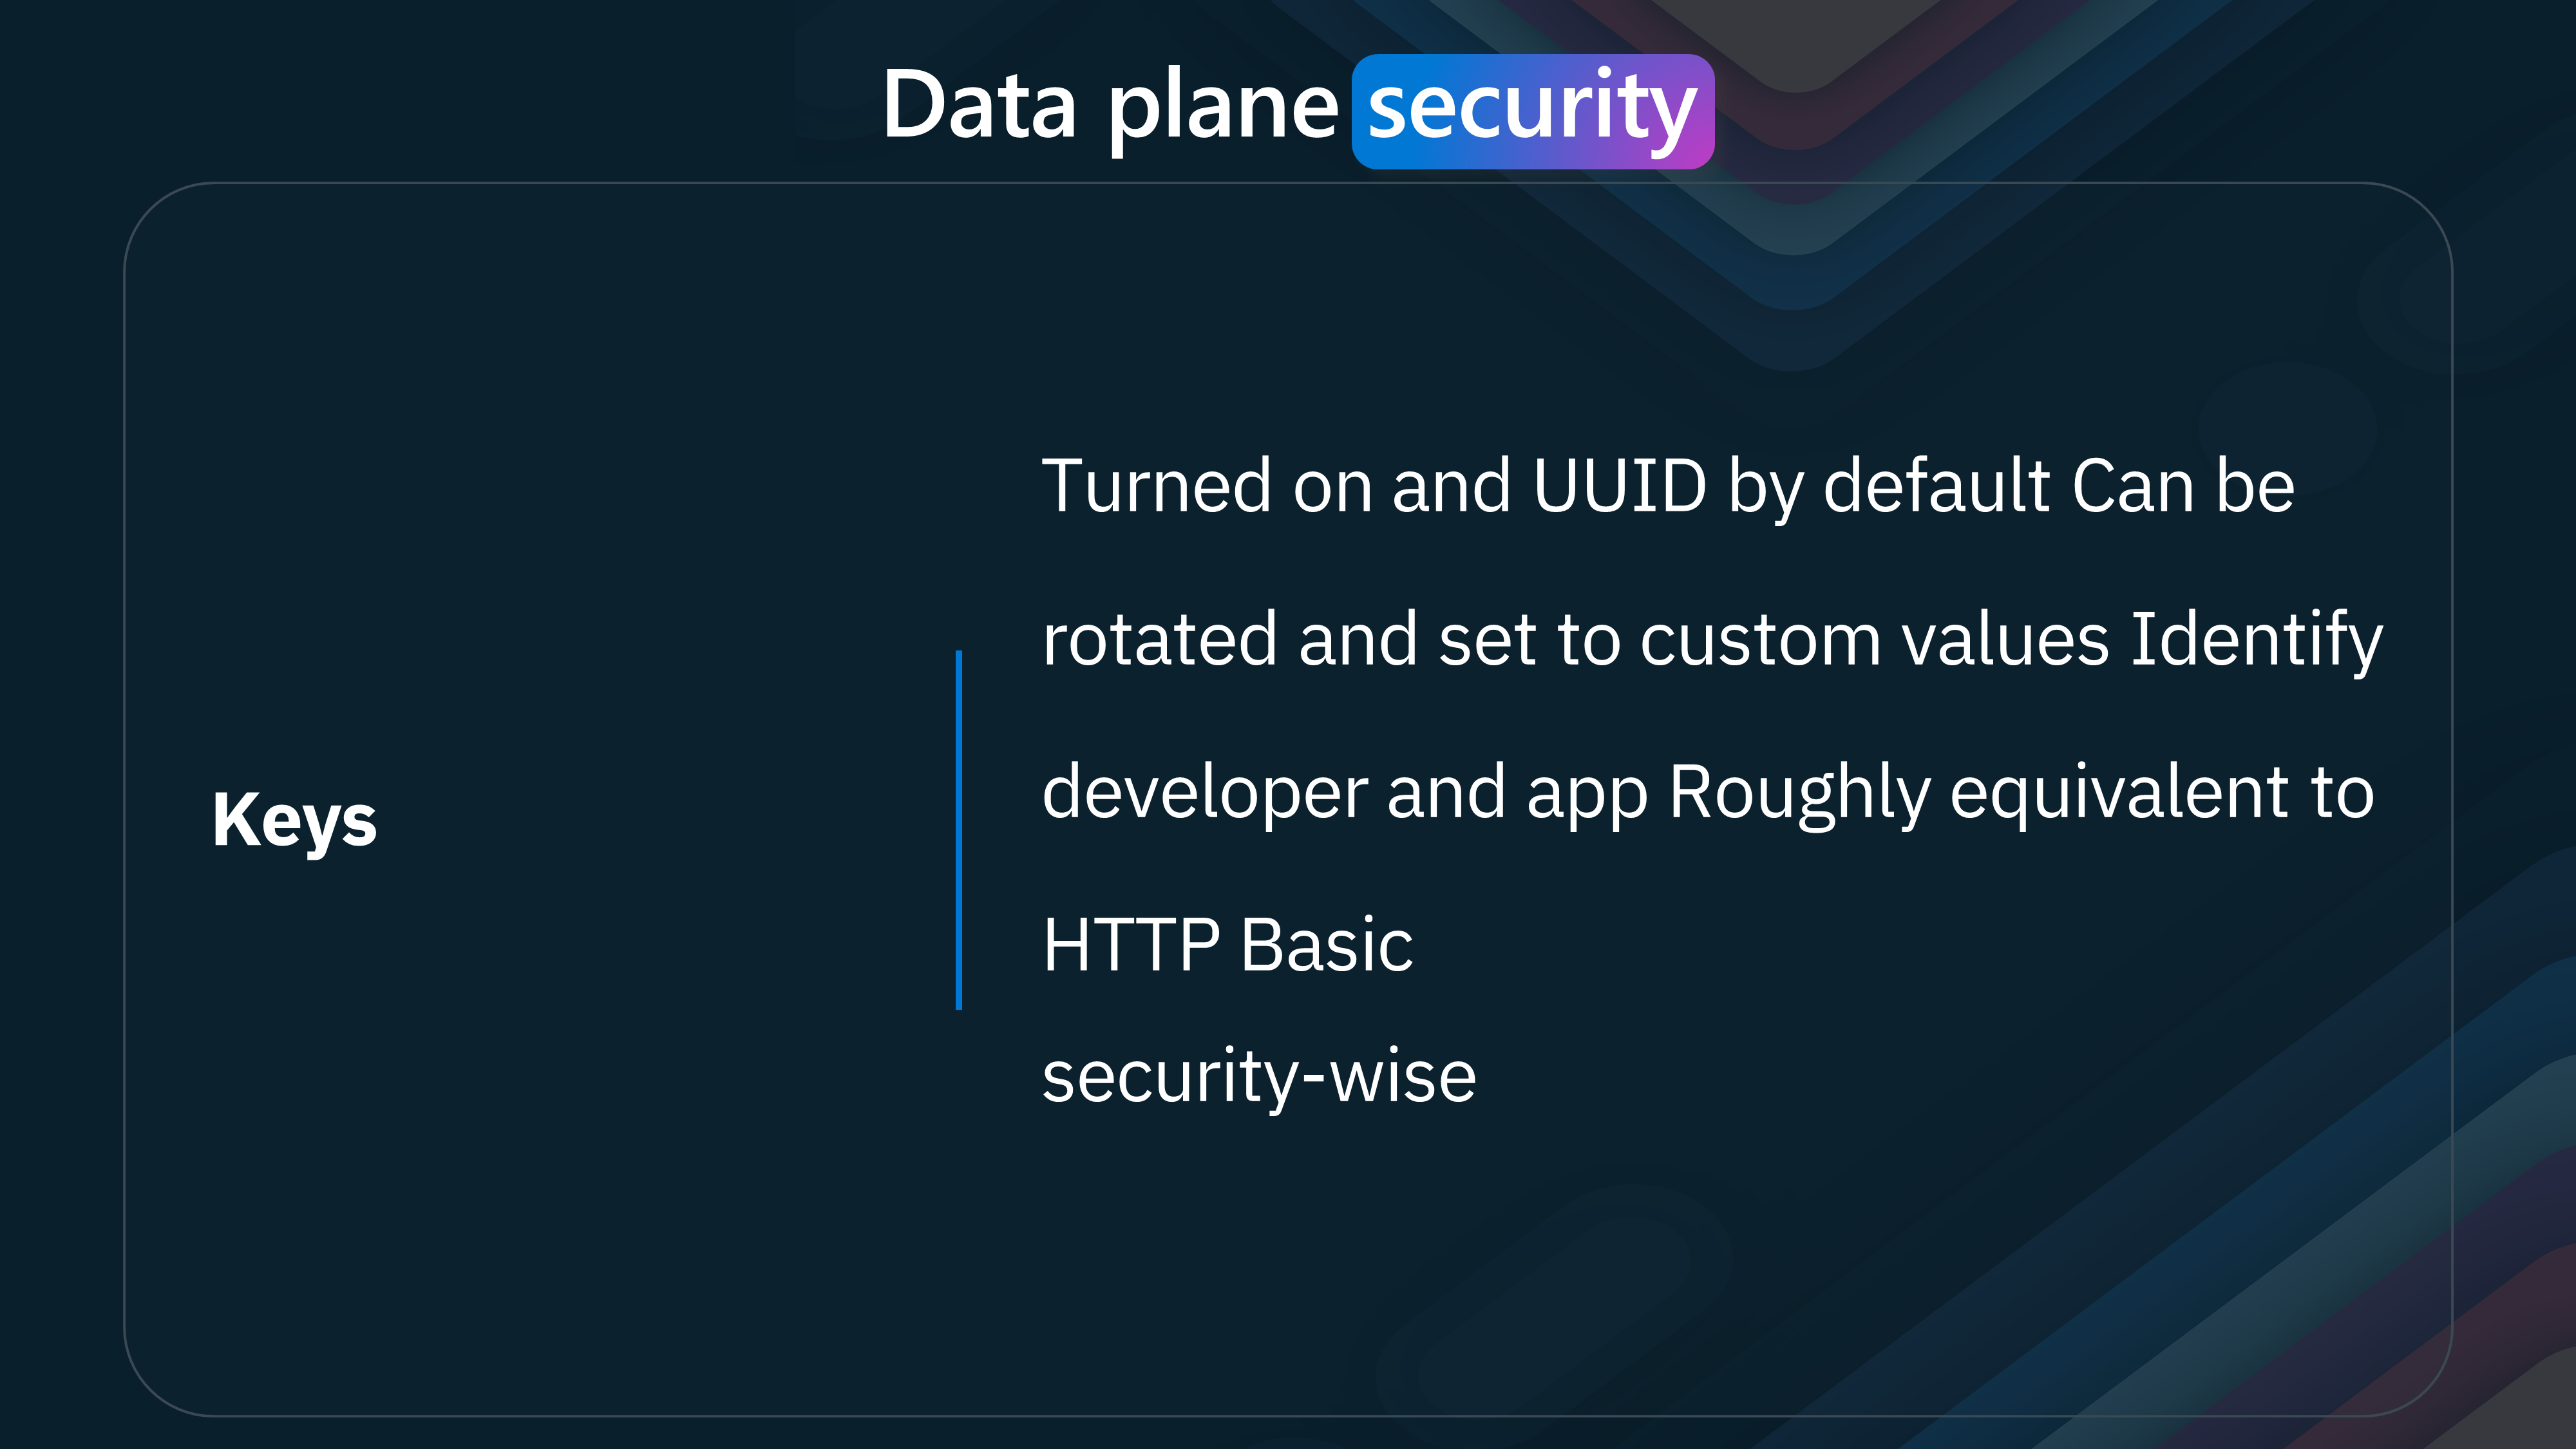 Data plane security
Keys
Turned on and UUID by default Can be
rotated and set to custom values Identify
developer and app Roughly equivalent to
HTTP Basic
security-wise